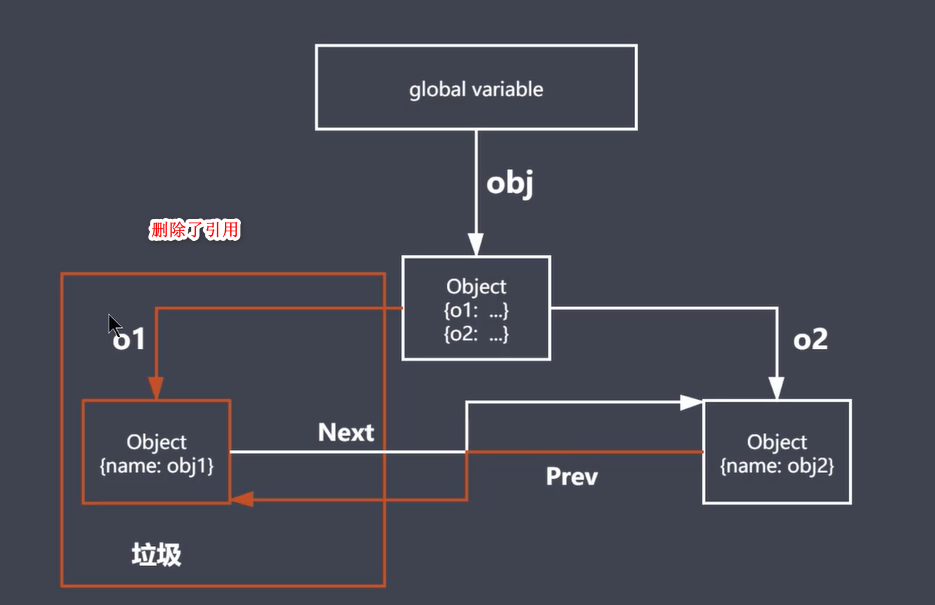 global variable
obj
删除了引用
Object
{o1: ...}
{o2: ...}
o1
o2
Object
{name: obj1}
Next
Object
{name: obj2}
Prev
垃圾